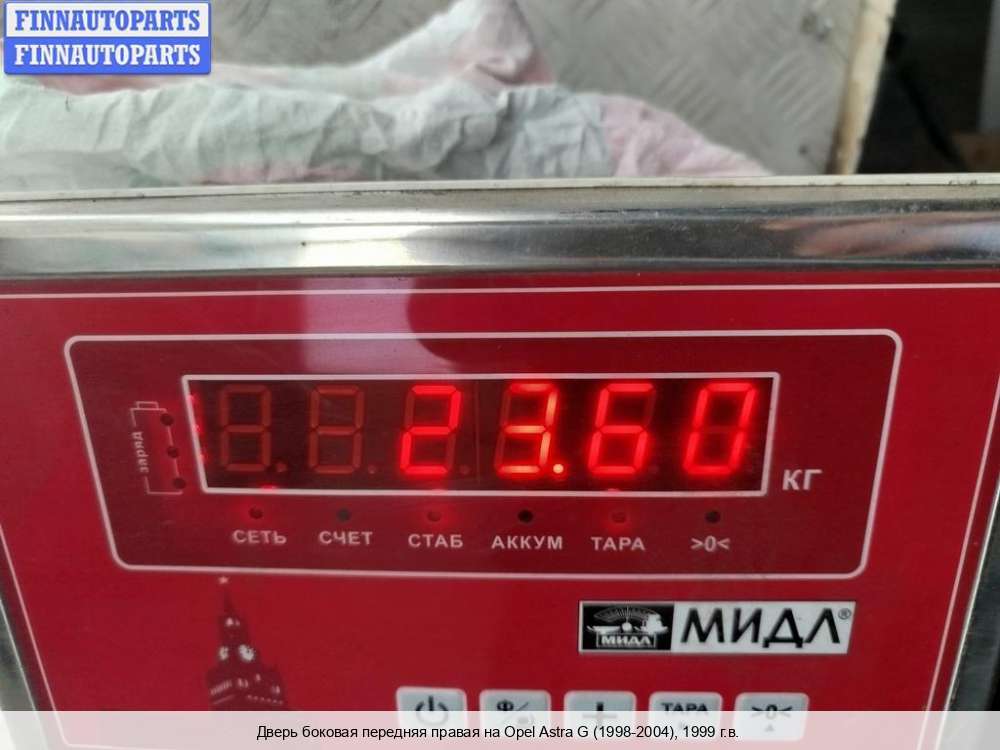 FINNAUTOPARTS
FINNAUTOPARTS
заряд
23.60
КГ
СЕТЬ СЧЕТ СТАБ АККУМ ТАРА >0<
МИДЛ МИДЛ®
ТАРА >0<
Дверь боковая передняя правая на Opel Astra G (1998-2004), 1999 г.в.